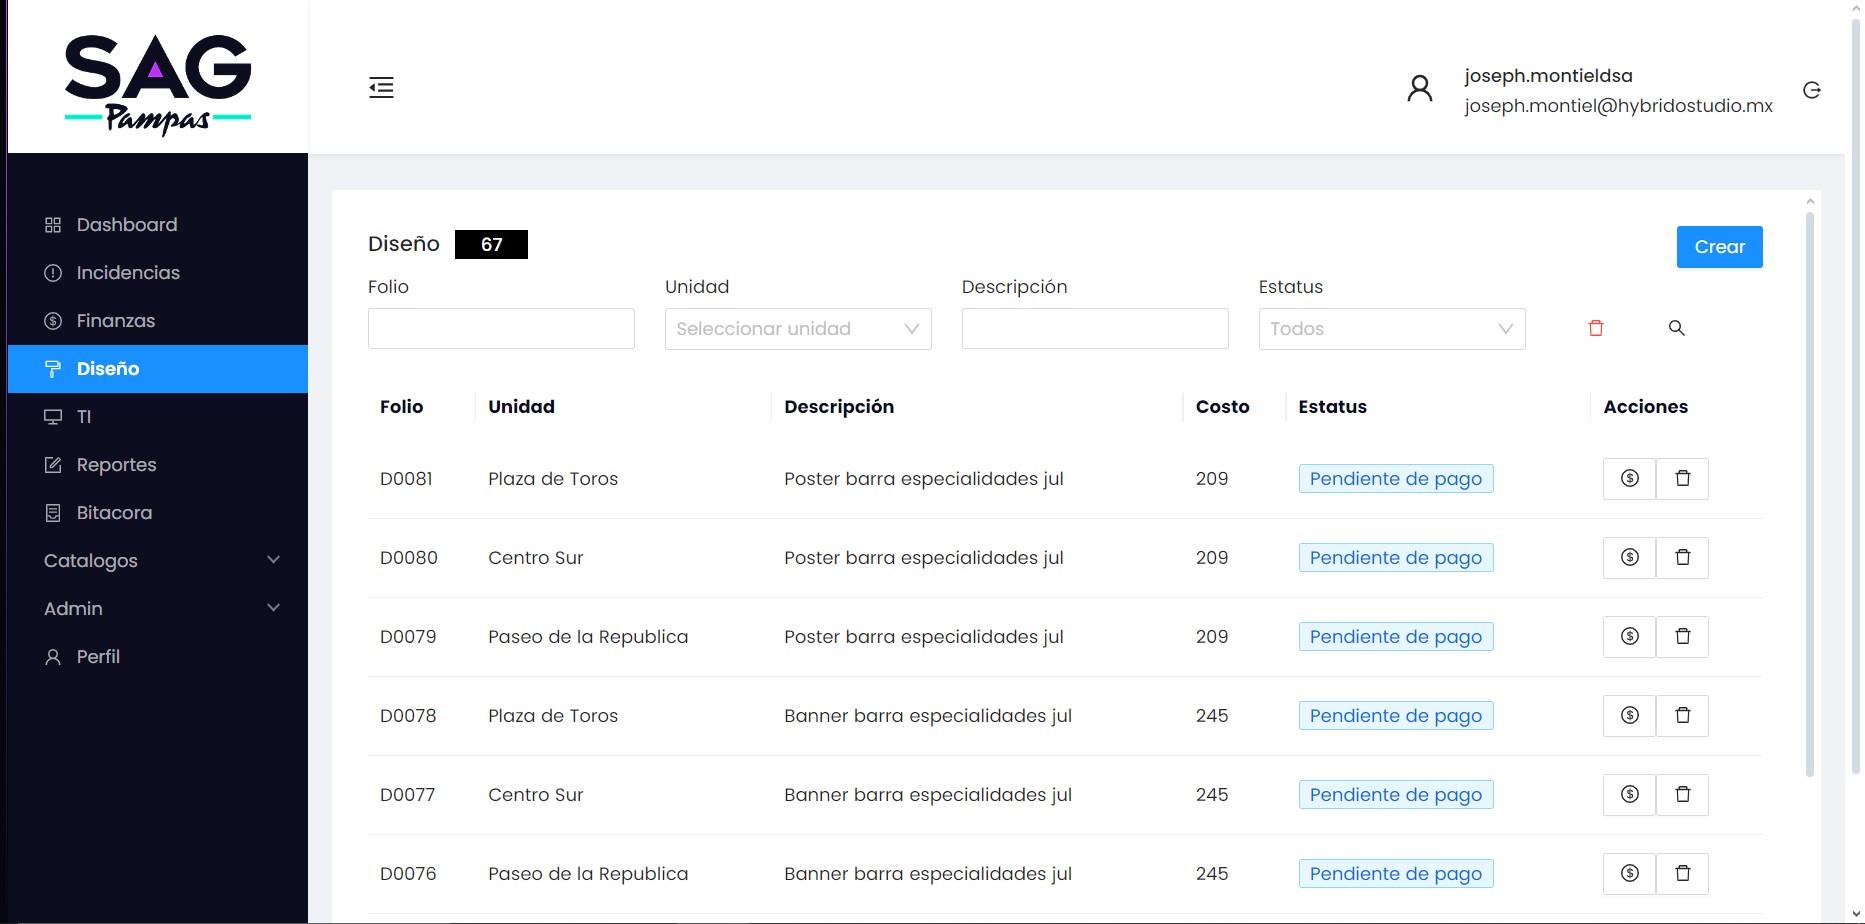 SAG
Pampas
joseph.montieldsa
joseph.montiel@hybridostudio.mx
Dashboard
Incidencias
Finanzas
Diseño
TI
Reportes
Bitacora
Catalogos
Admin
Perfil
Diseño 67
Crear
Folio Unidad Descripción Estatus
Seleccionar unidad Todos
Folio Unidad Descripción Costo Estatus Acciones
D0081 Plaza de Toros Poster barra especialidades jul 209 Pendiente de pago
D0080 Centro Sur Poster barra especialidades jul 209 Pendiente de pago
D0079 Paseo de la Republica Poster barra especialidades jul 209 Pendiente de pago
D0078 Plaza de Toros Banner barra especialidades jul 245 Pendiente de pago
D0077 Centro Sur Banner barra especialidades jul 245 Pendiente de pago
D0076 Paseo de la Republica Banner barra especialidades jul 245 Pendiente de pago